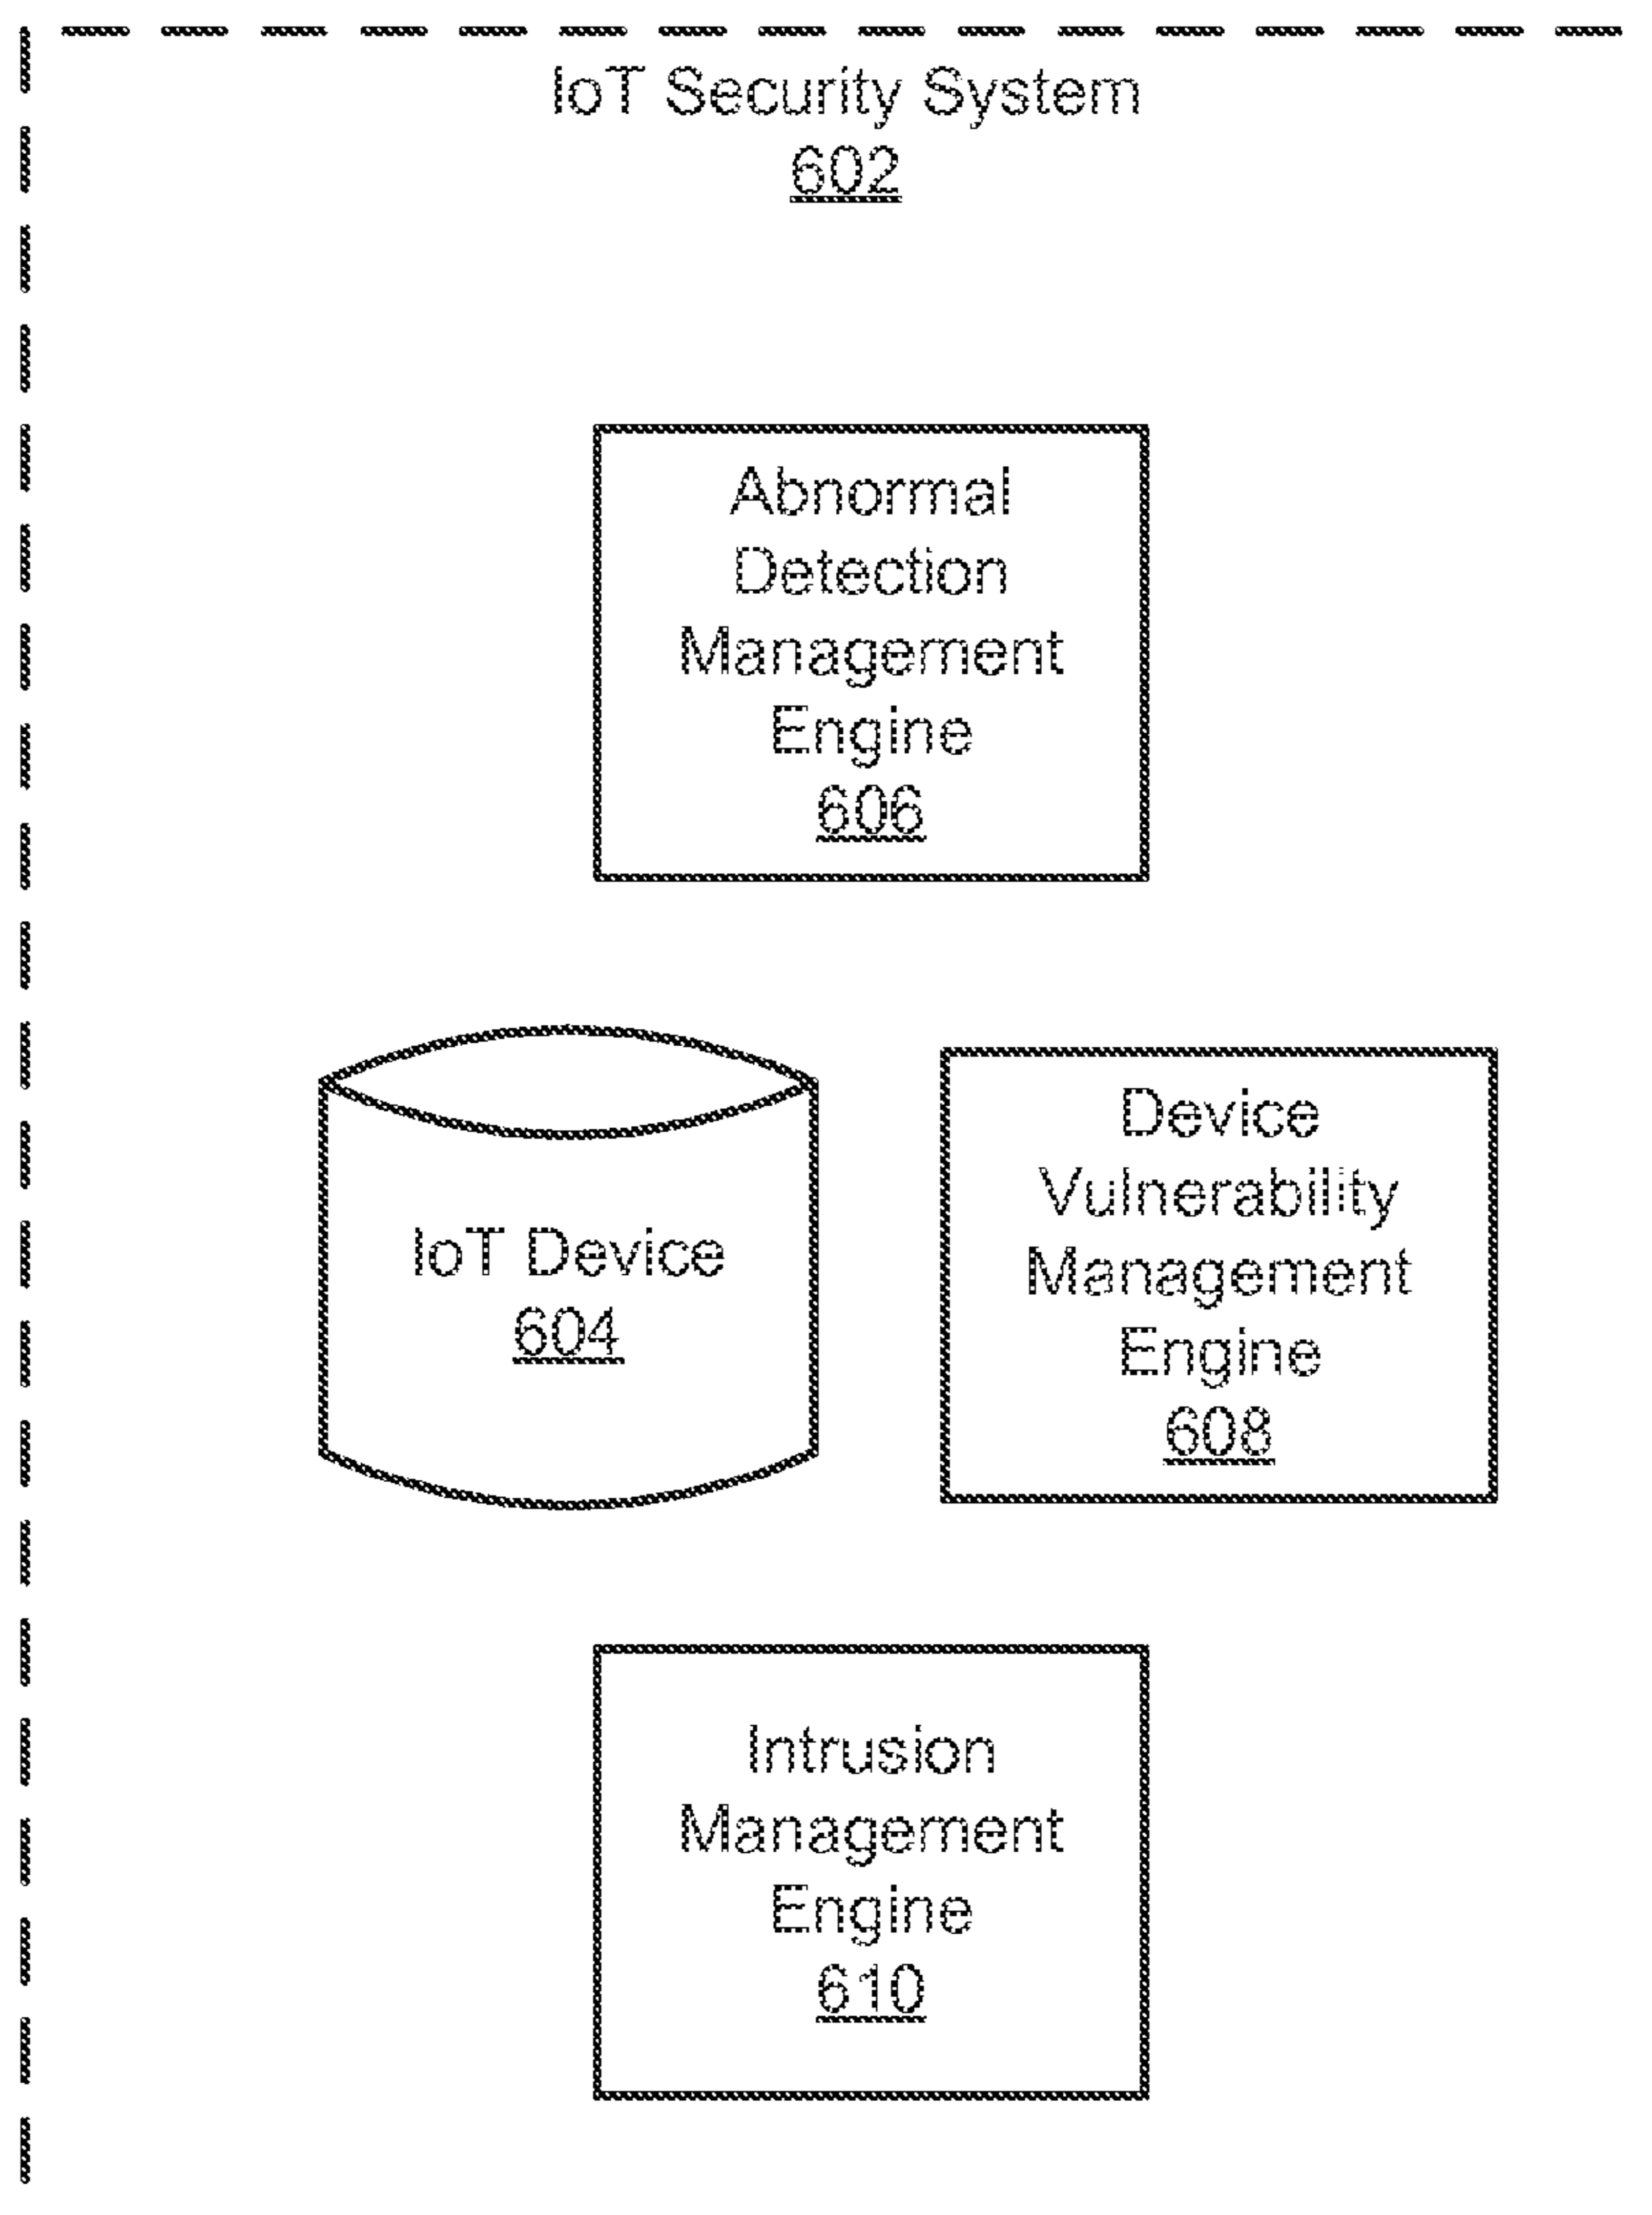 IoT Security System
602
Abnormal
Detection
Management
Engine
606
IoT Device
604
Device
Vulnerability
Management
Engine
608
Intrusion
Management
Engine
610